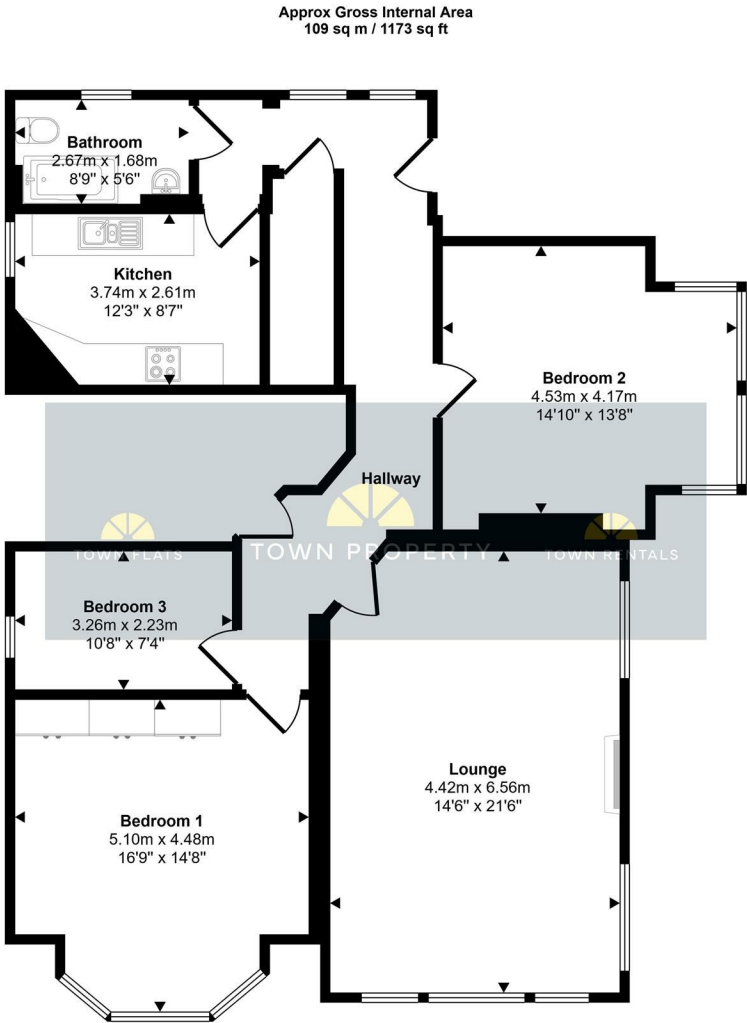 Approx Gross Internal Area
109 sq m / 1173 sq ft
Bathroom
2.67m x 1.68m
8'9" x 5'6"
Kitchen
3.74m x 2.61m
12'3" x 8'7"
Bedroom 2
4.53m x 4.17m
14'10" x 13'8"
Hallway
TOWN FLATS
TOWN PROPERTY
TOWN RENTALS
Bedroom 3
3.26m x 2.23m
10'8" x 7'4"
Lounge
4.42m x 6.56m
14'6" x 21'6"
Bedroom 1
5.10m x 4.48m
16'9" x 14'8"